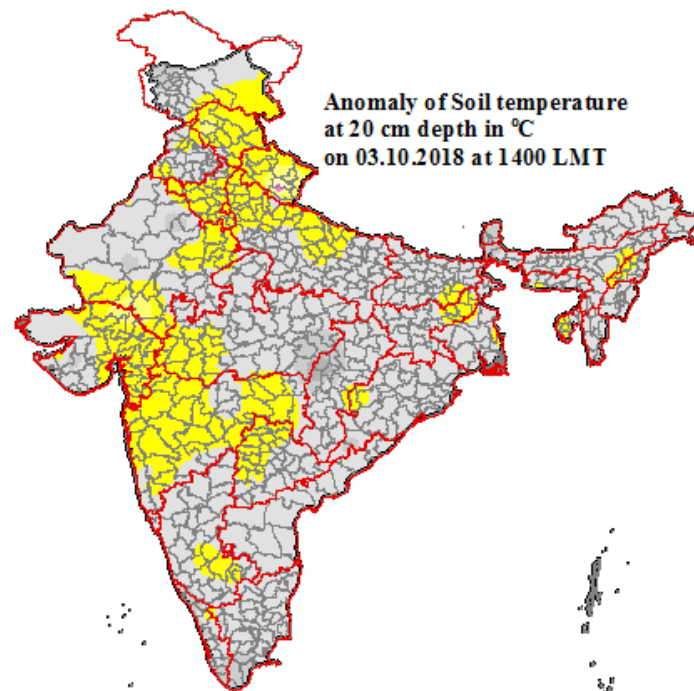 Anomaly of Soil temperature
at 20 cm depth in °C
on 03.10.2018 at 1400 LMT